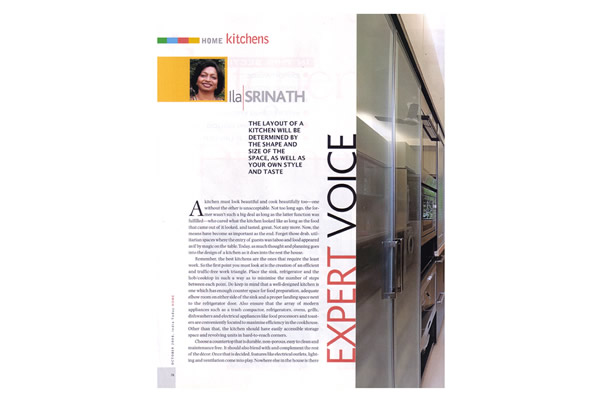 HOME kitchens
Ila SRINATH
THE LAYOUT OF A
KITCHEN WILL BE
DETERMINED BY
THE SHAPE AND
SIZE OF THE
SPACE, AS WELL AS
YOUR OWN STYLE
AND TASTE
EXPERT VOICE
A kitchen must look beautiful and cook beautifully too—one
without the other is unacceptable. Not too long ago, the for-
mer wasn't such a big deal as long as the latter function was
fulfilled—who cared what the kitchen looked like as long as the food
that came out of it looked, and tasted, great. Not any more. Now, the
means have become as important as the end. Forget those drab, util-
itarian spaces where the entry of guests was taboo and food appeared
as if by magic on the table. Today, as much thought and planning goes
into the design of a kitchen as it does into the rest the house.
Remember, the best kitchens are the ones that require the least
work. So the first point you must look at is the creation of an efficient
and traffic-free work triangle. Place the sink, refrigerator and the
hob/cooktop in such a way as to minimise the number of steps
between each point. Do keep in mind that a well-designed kitchen is
one which has enough counter space for food preparation, adequate
elbow room on either side of the sink and a proper landing space next
to the refrigerator door. Also ensure that the array of modern
appliances such as a trash compactor, refrigerators, ovens, grills,
dishwashers and electrical appliances like food processors and toast-
ers are conveniently located to maximise efficiency in the cookhouse.
Other than that, the kitchen should have easily accessible storage
space and revolving units in hard-to-reach corners.
Choose a countertop that is durable, non-porous, easy to clean and
maintenance free. It should also blend with and complement the rest
of the décor. Once that is decided, features like electrical outlets, light-
ing and ventilation come into play. Nowhere else in the house is there
OCTOBER 2008, India Today HOME